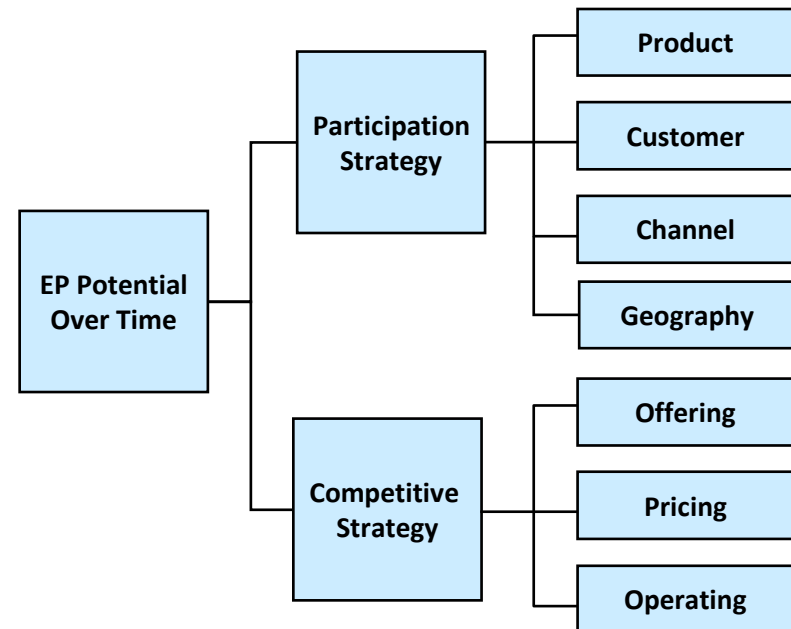 EP Potential
Over Time
Participation
Strategy
Product
Customer
Channel
Geography
Competitive
Strategy
Offering
Pricing
Operating